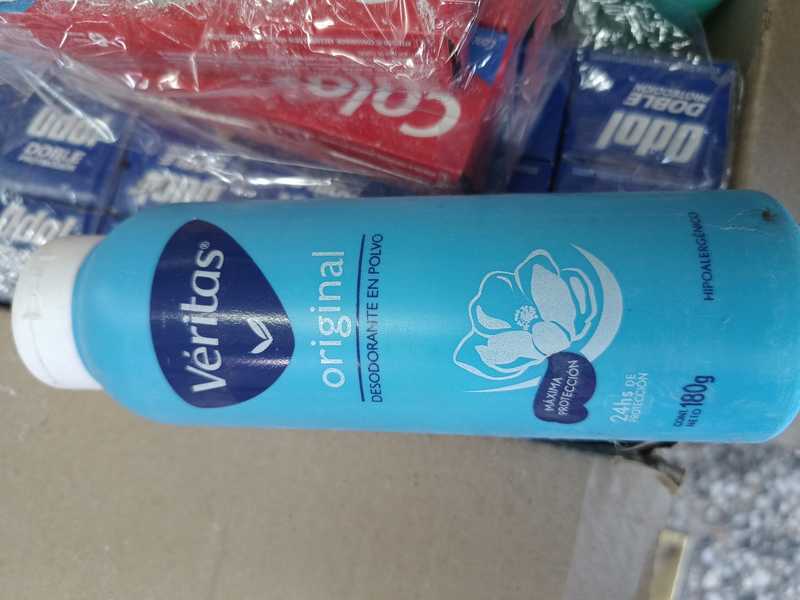 Véritas®
original
DESODORANTE EN POLVO
MÁXIMA
PROTECCIÓN
24hs DE
PROTECCIÓN
CONT.
NETO 180g
HIPOALERGÉNICO
Colg
Odol
DOBLE
PROTECCIÓN
Odol
DOBLE